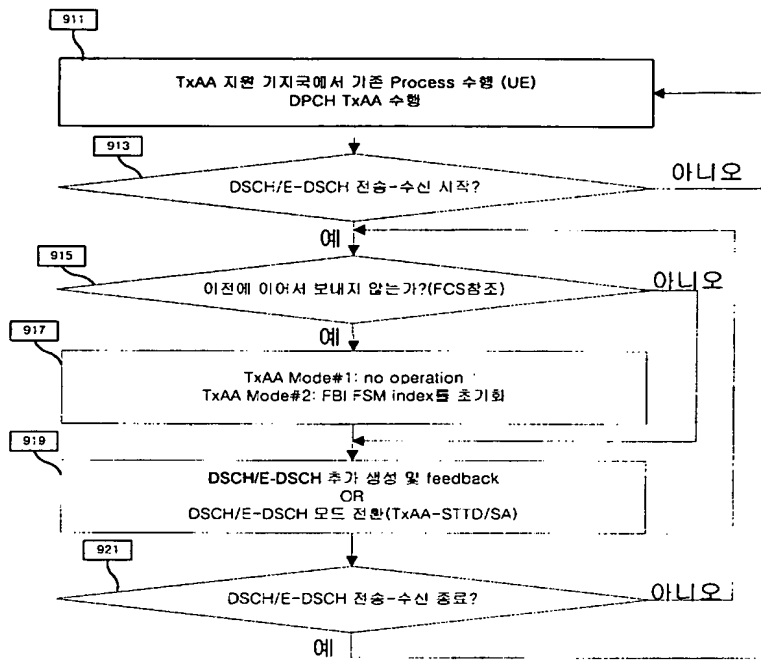 911
TxAA 지원 기지국에서 기존 Process 수행 (UE)
DPCH TxAA 수행
913
DSCH/E-DSCH 전송-수신 시작?
아니오
예
915
이전에 이어서 보내지 않는가?(FCS참조)
아니오
예
917
TxAA Mode#1: no operation
TxAA Mode#2: FBI FSM index를 초기화
919
DSCH/E-DSCH 추가 생성 및 feedback
OR
DSCH/E-DSCH 모드 전환(TxAA-STTD/SA)
921
DSCH/E-DSCH 전송-수신 종료?
아니오
예